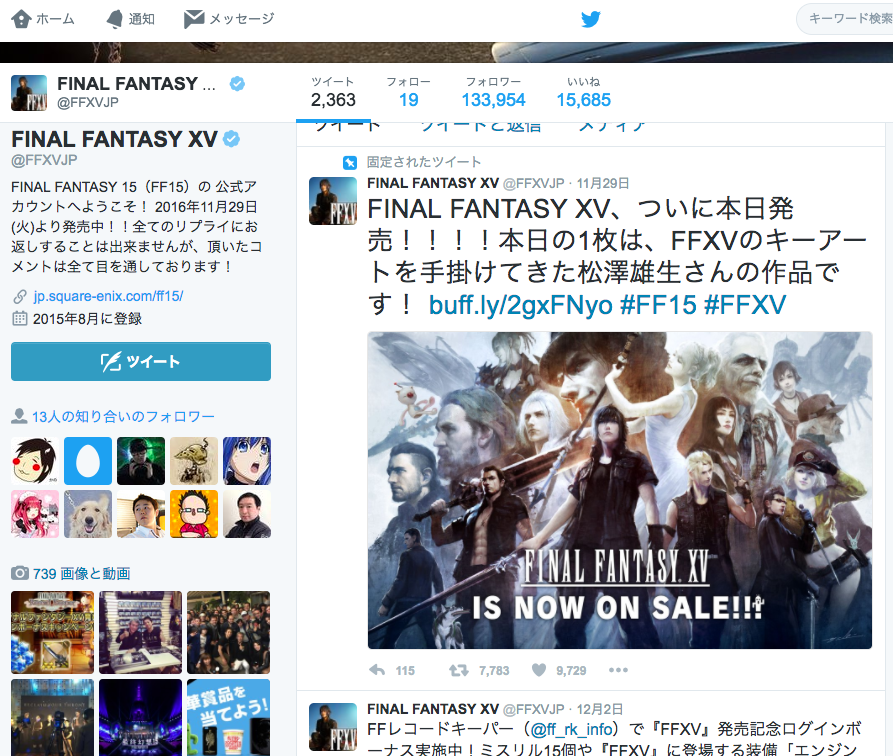 ホーム 通知 メッセージ キーワード検索
FINAL FANTASY ...
@FFXVJP
ツイート フォロー フォロワー いいね
2,363 19 133,954 15,685
ツイート ツイートと返信 メディア
FINAL FANTASY XV
@FFXVJP
FINAL FANTASY 15（FF15）の 公式ア
カウントへようこそ！ 2016年11月29日
(火)より発売中！！全てのリプライにお
返しすることは出来ませんが、頂いたコ
メントは全て目を通しております！
jp.square-enix.com/ff15/
2015年8月に登録
ツイート
13人の知り合いのフォロワー
739 画像と動画
華賞品を
当てよう!
固定されたツイート
FINAL FANTASY XV @FFXVJP · 11月29日
FINAL FANTASY XV、ついに本日発
売！！！！本日の1枚は、FFXVのキーアー
トを手掛けてきた松澤雄生さんの作品で
す！ buff.ly/2gxFNyo #FF15 #FFXV
FINAL FANTASY XV
IS NOW ON SALE!!!
115 7,783 9,729
FINAL FANTASY XV @FFXVJP · 12月2日
FFレコードキーパー（@ff_rk_info）で『FFXV』発売記念ログインボ
ーナス実施中！ミスリル15個や『FFXV』に登場する装備「エンジン